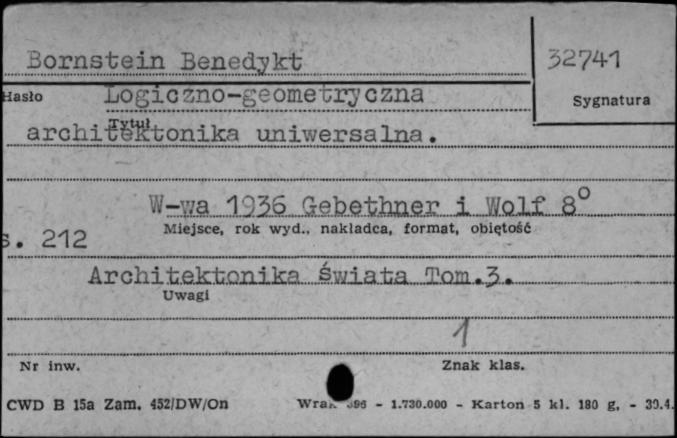 Bornstein Benedykt 32741
Hasło Logiczno-geometryczna Sygnatura
Tytuł
architektonika uniwersalna.
W-wa 1936 Gebethner i Wolf 8°
Miejsce, rok wyd., nakładca, format, objętość
s. 212
Architektonika świata Tom.3.
Uwagi
1
Nr inw. Znak klas.
CWD B 15a Zam. 452/DW/On - 1.730.000 - Karton 5 kl. 180 g. - 30.4.